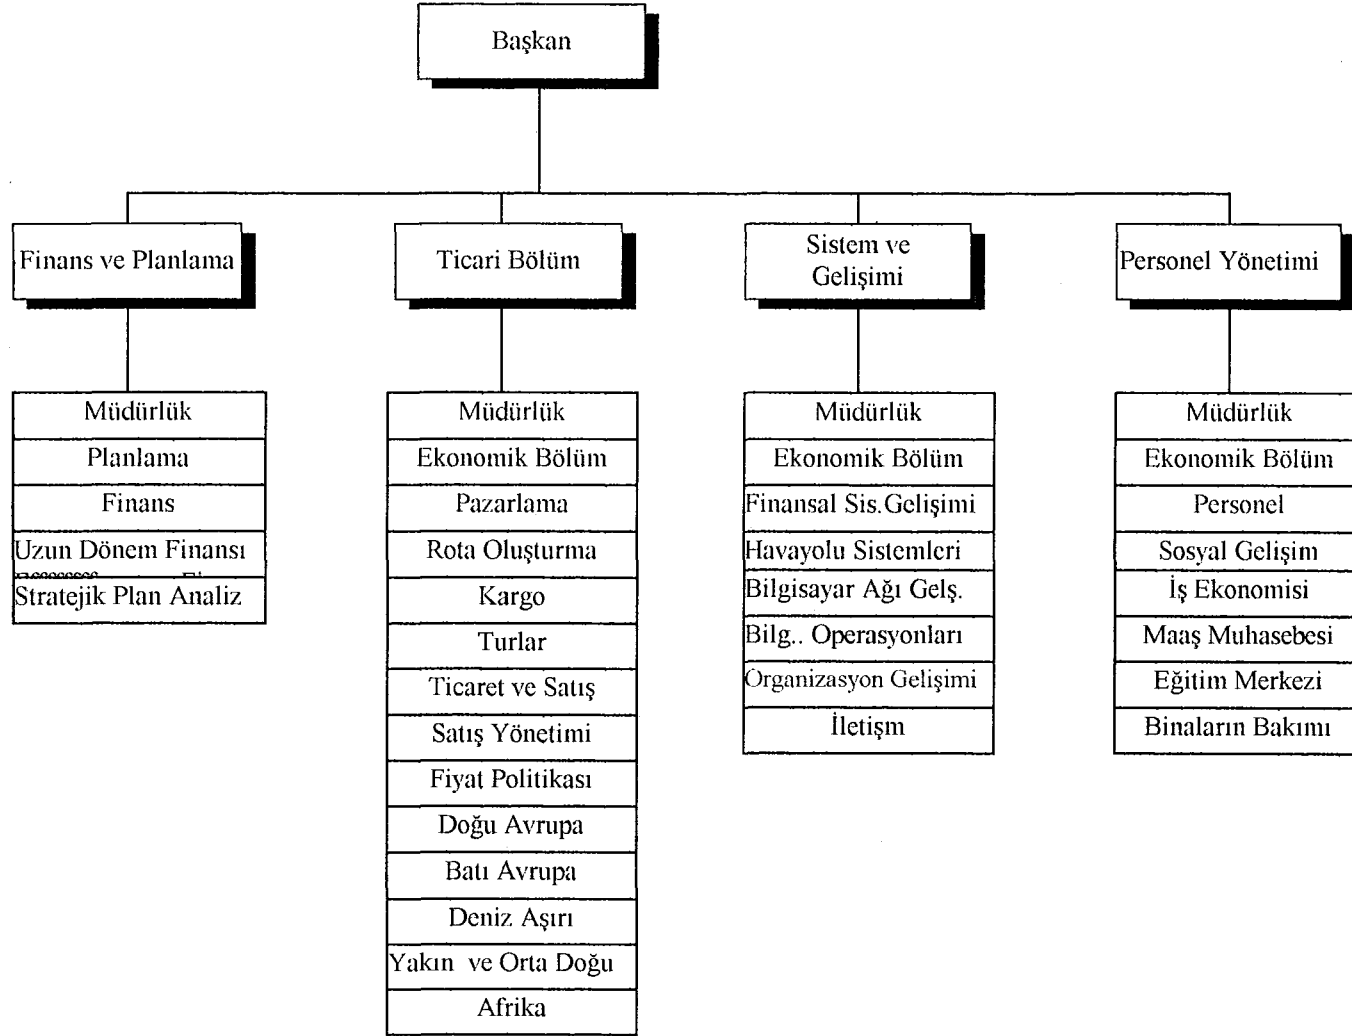 Başkan
Finans ve Planlama
Ticari Bölüm
Sistem ve
Gelişimi
Personel Yönetimi
Müdürlük
Planlama
Finans
Uzun Dönem Finansı
Stratejik Plan Analiz
Müdürlük
Ekonomik Bölüm
Pazarlama
Rota Oluşturma
Kargo
Turlar
Ticaret ve Satış
Satış Yönetimi
Fiyat Politikası
Doğu Avrupa
Batı Avrupa
Deniz Aşırı
Yakın ve Orta Doğu
Afrika
Müdürlük
Ekonomik Bölüm
Finansal Sis.Gelişimi
Havayolu Sistemleri
Bilgisayar Ağı Gelş.
Bilg.. Operasyonları
Organizasyon Gelişimi
İletişm
Müdürlük
Ekonomik Bölüm
Personel
Sosyal Gelişim
İş Ekonomisi
Maaş Muhasebesi
Eğitim Merkezi
Binaların Bakımı